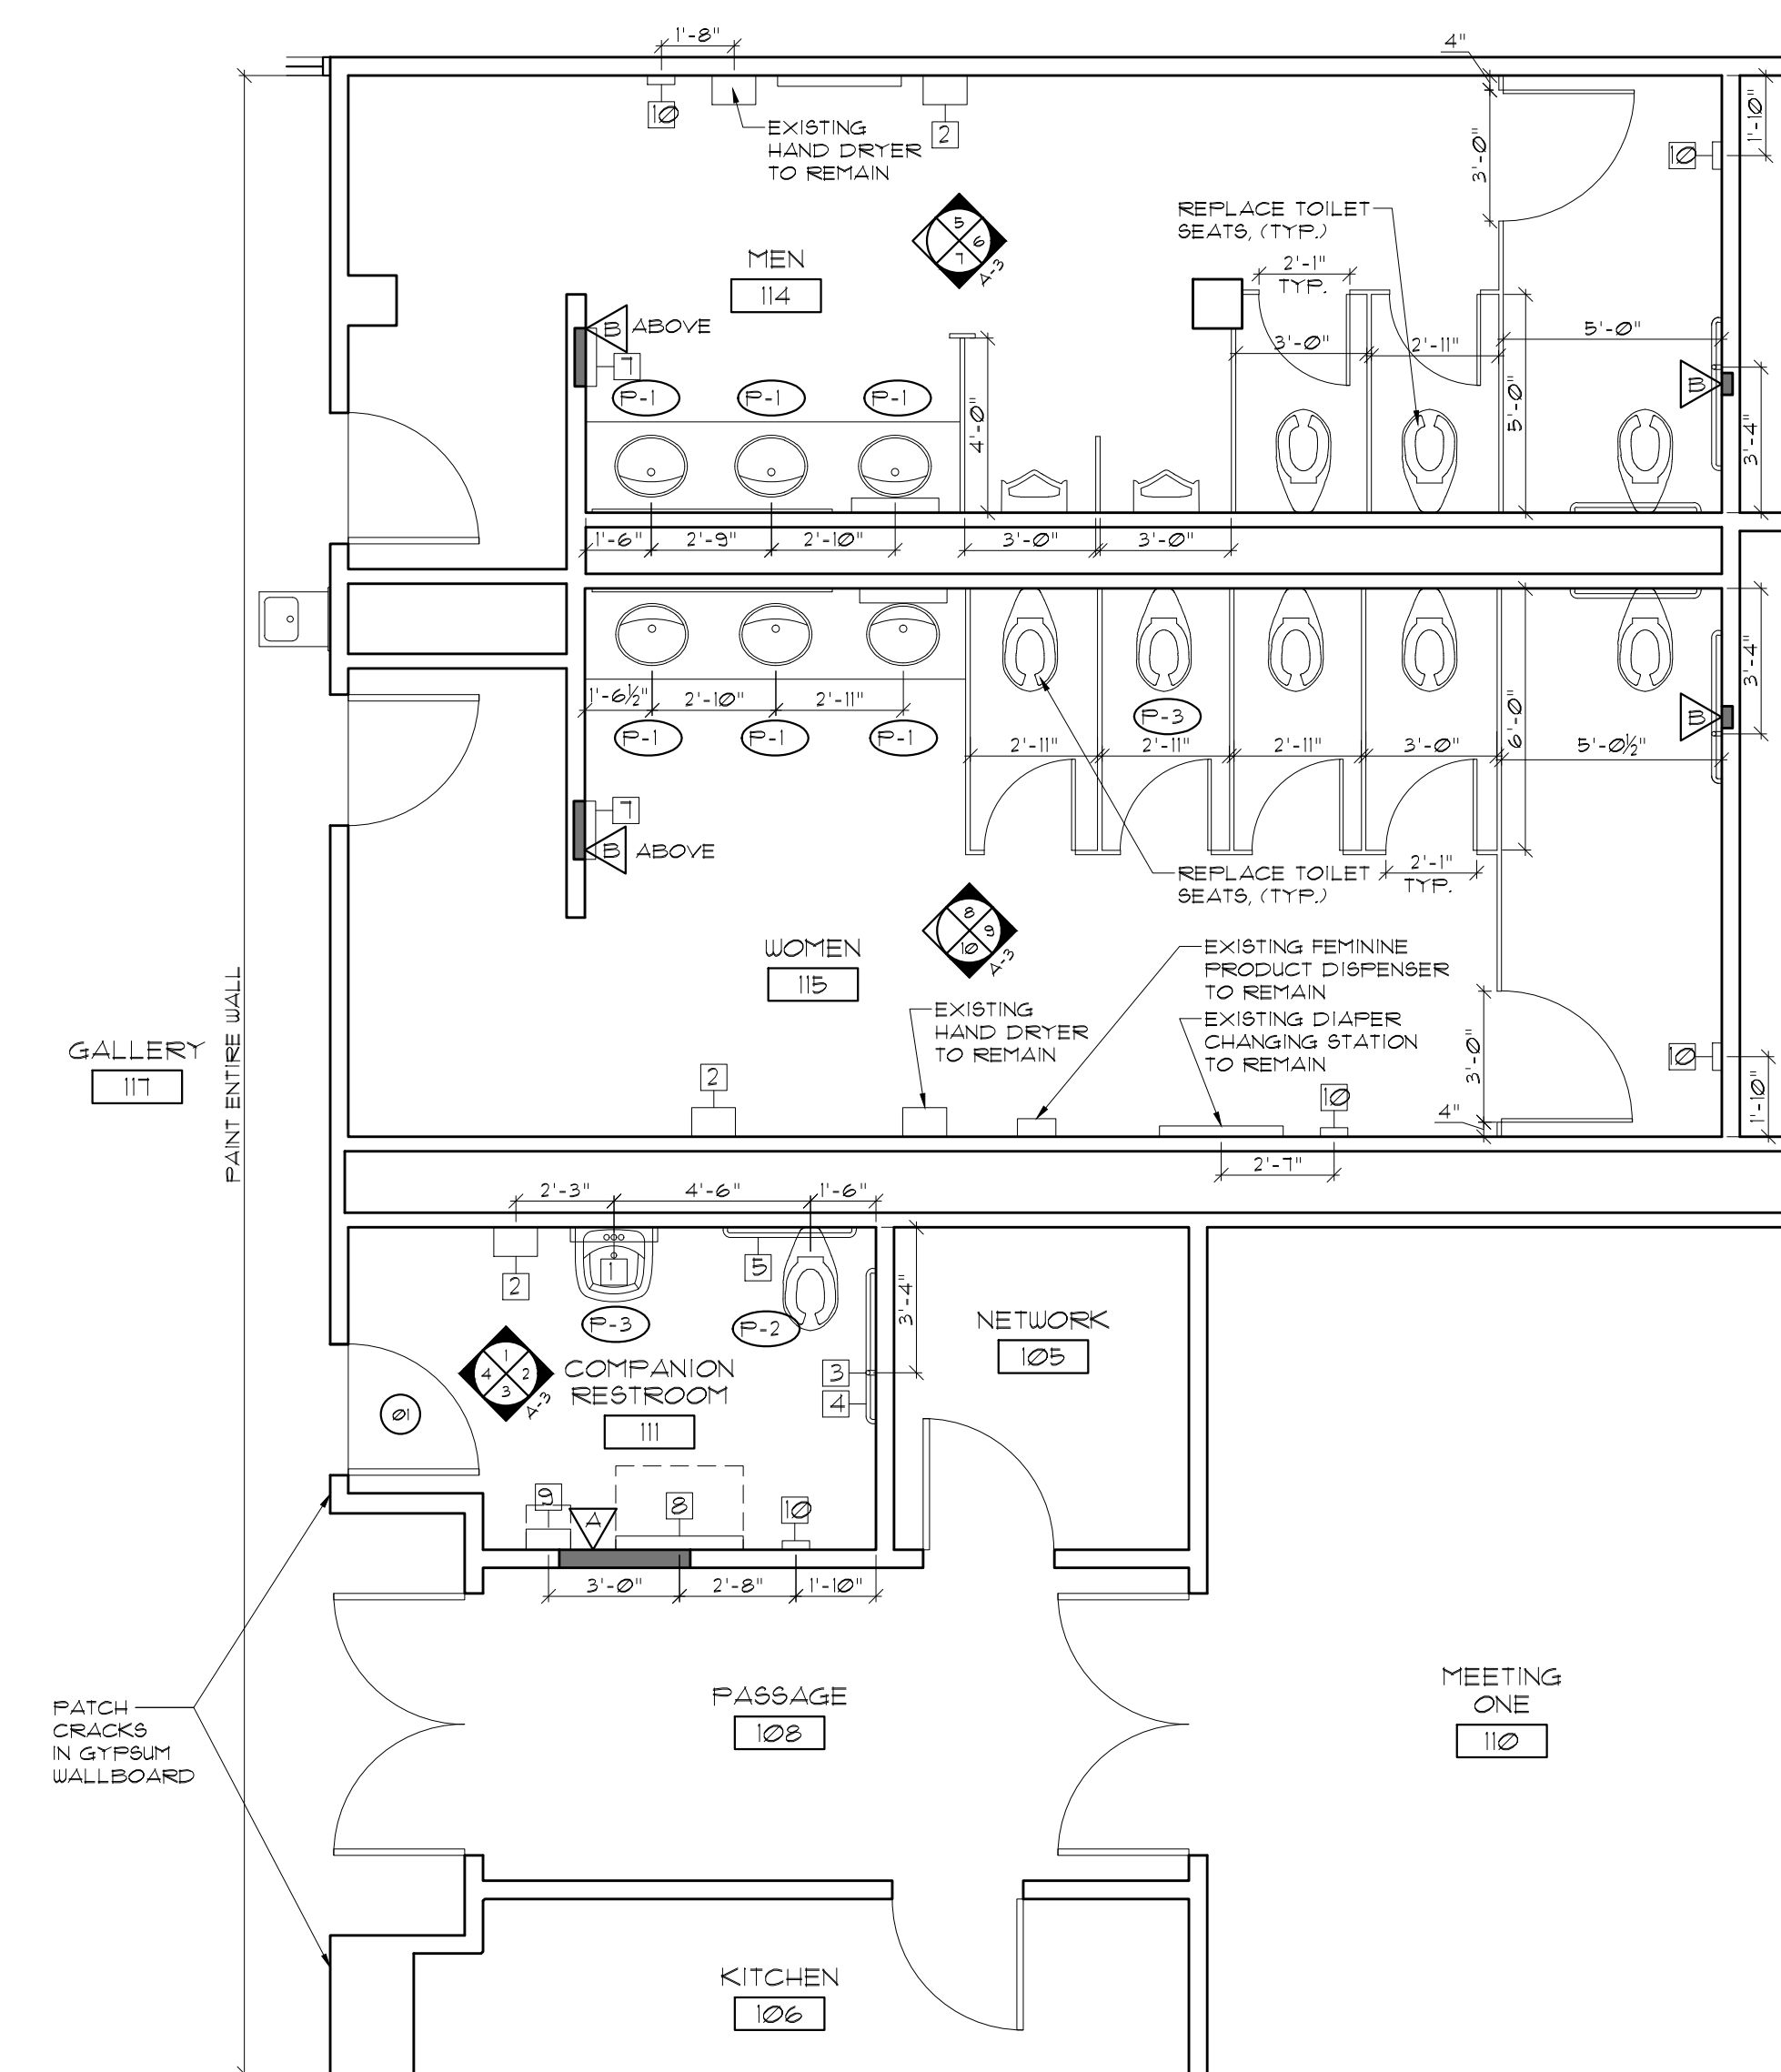 1'-8"
4"
10
EXISTING
HAND DRYER
TO REMAIN
2
3'-0"
10
1'-10"
5
6
7
A-3
REPLACE TOILET
SEATS, (TYP.)
MEN
114
2'-1"
TYP.
B
ABOVE
7
3'-0"
2'-11"
5'-0"
B
P-1
P-1
P-1
4'-0"
5'-0"
3'-4"
1'-6"
2'-9"
2'-10"
3'-0"
3'-0"
1'-6½"
2'-10"
2'-11"
P-1
P-1
P-1
P-3
2'-11"
2'-11"
2'-11"
3'-0"
6'-0"
5'-0½"
3'-4"
B
7
B
ABOVE
2'-1"
TYP.
REPLACE TOILET
SEATS, (TYP.)
8
9
10
A-3
WOMEN
115
EXISTING FEMININE
PRODUCT DISPENSER
TO REMAIN
EXISTING
HAND DRYER
TO REMAIN
EXISTING DIAPER
CHANGING STATION
TO REMAIN
GALLERY
117
PAINT ENTIRE WALL
2
10
3'-0"
4"
10
1'-10"
2'-7"
2'-3"
4'-6"
1'-6"
2
1
5
P-3
P-2
3'-4"
NETWORK
105
1
4
2
3
A-3
COMPANION
RESTROOM
111
3
4
01
9
A
8
10
3'-0"
2'-8"
1'-10"
PATCH
CRACKS
IN GYPSUM
WALLBOARD
PASSAGE
108
MEETING
ONE
110
KITCHEN
106